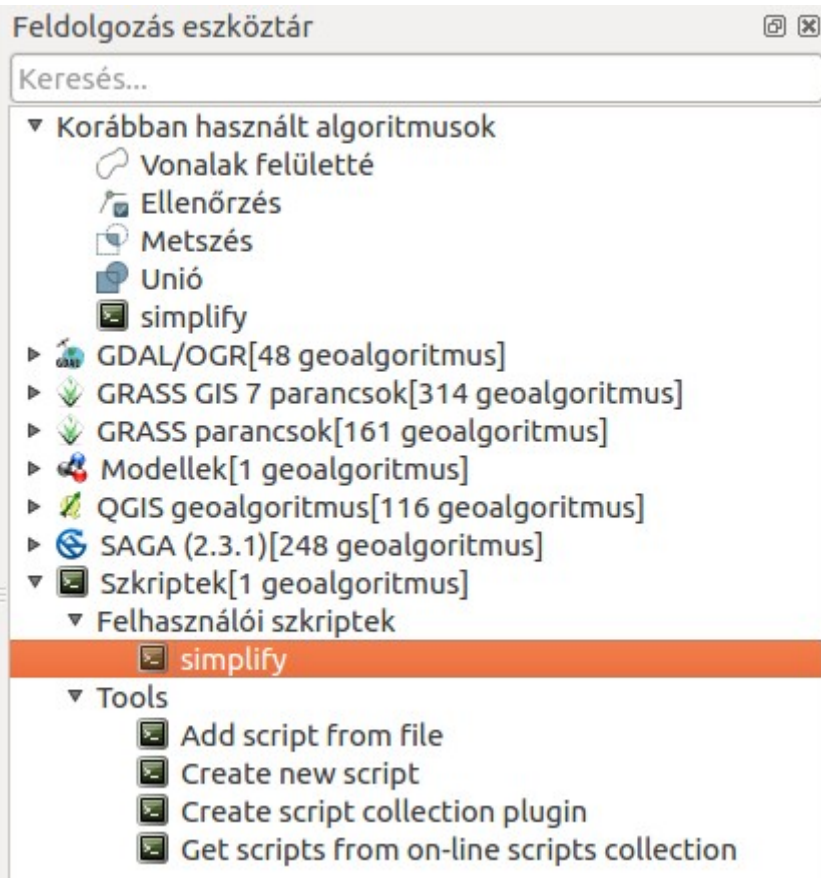 Feldolgozás eszköztár
Keresés...
Korábban használt algoritmusok
Vonalak felületté
Ellenőrzés
Metszés
Unió
simplify
GDAL/OGR[48 geoalgoritmus]
GRASS GIS 7 parancsok[314 geoalgoritmus]
GRASS parancsok[161 geoalgoritmus]
Modellek[1 geoalgoritmus]
QGIS geoalgoritmus[116 geoalgoritmus]
SAGA (2.3.1)[248 geoalgoritmus]
Szkriptek[1 geoalgoritmus]
Felhasználói szkriptek
simplify
Tools
Add script from file
Create new script
Create script collection plugin
Get scripts from on-line scripts collection